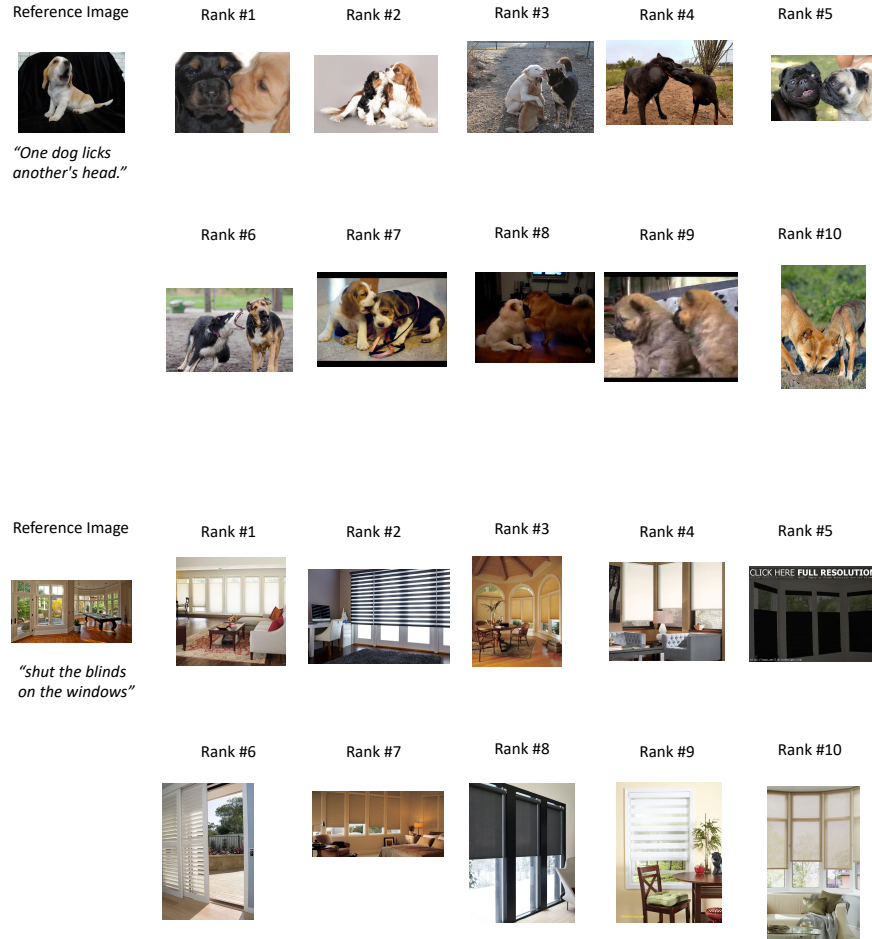 Reference Image
Rank #1
Rank #2
Rank #3
Rank #4
Rank #5
“One dog licks
another's head.”
Rank #6
Rank #7
Rank #8
Rank #9
Rank #10
Reference Image
Rank #1
Rank #2
Rank #3
Rank #4
Rank #5
CLICK HERE FULL RESOLUTION
“shut the blinds
on the windows”
Rank #6
Rank #7
Rank #8
Rank #9
Rank #10